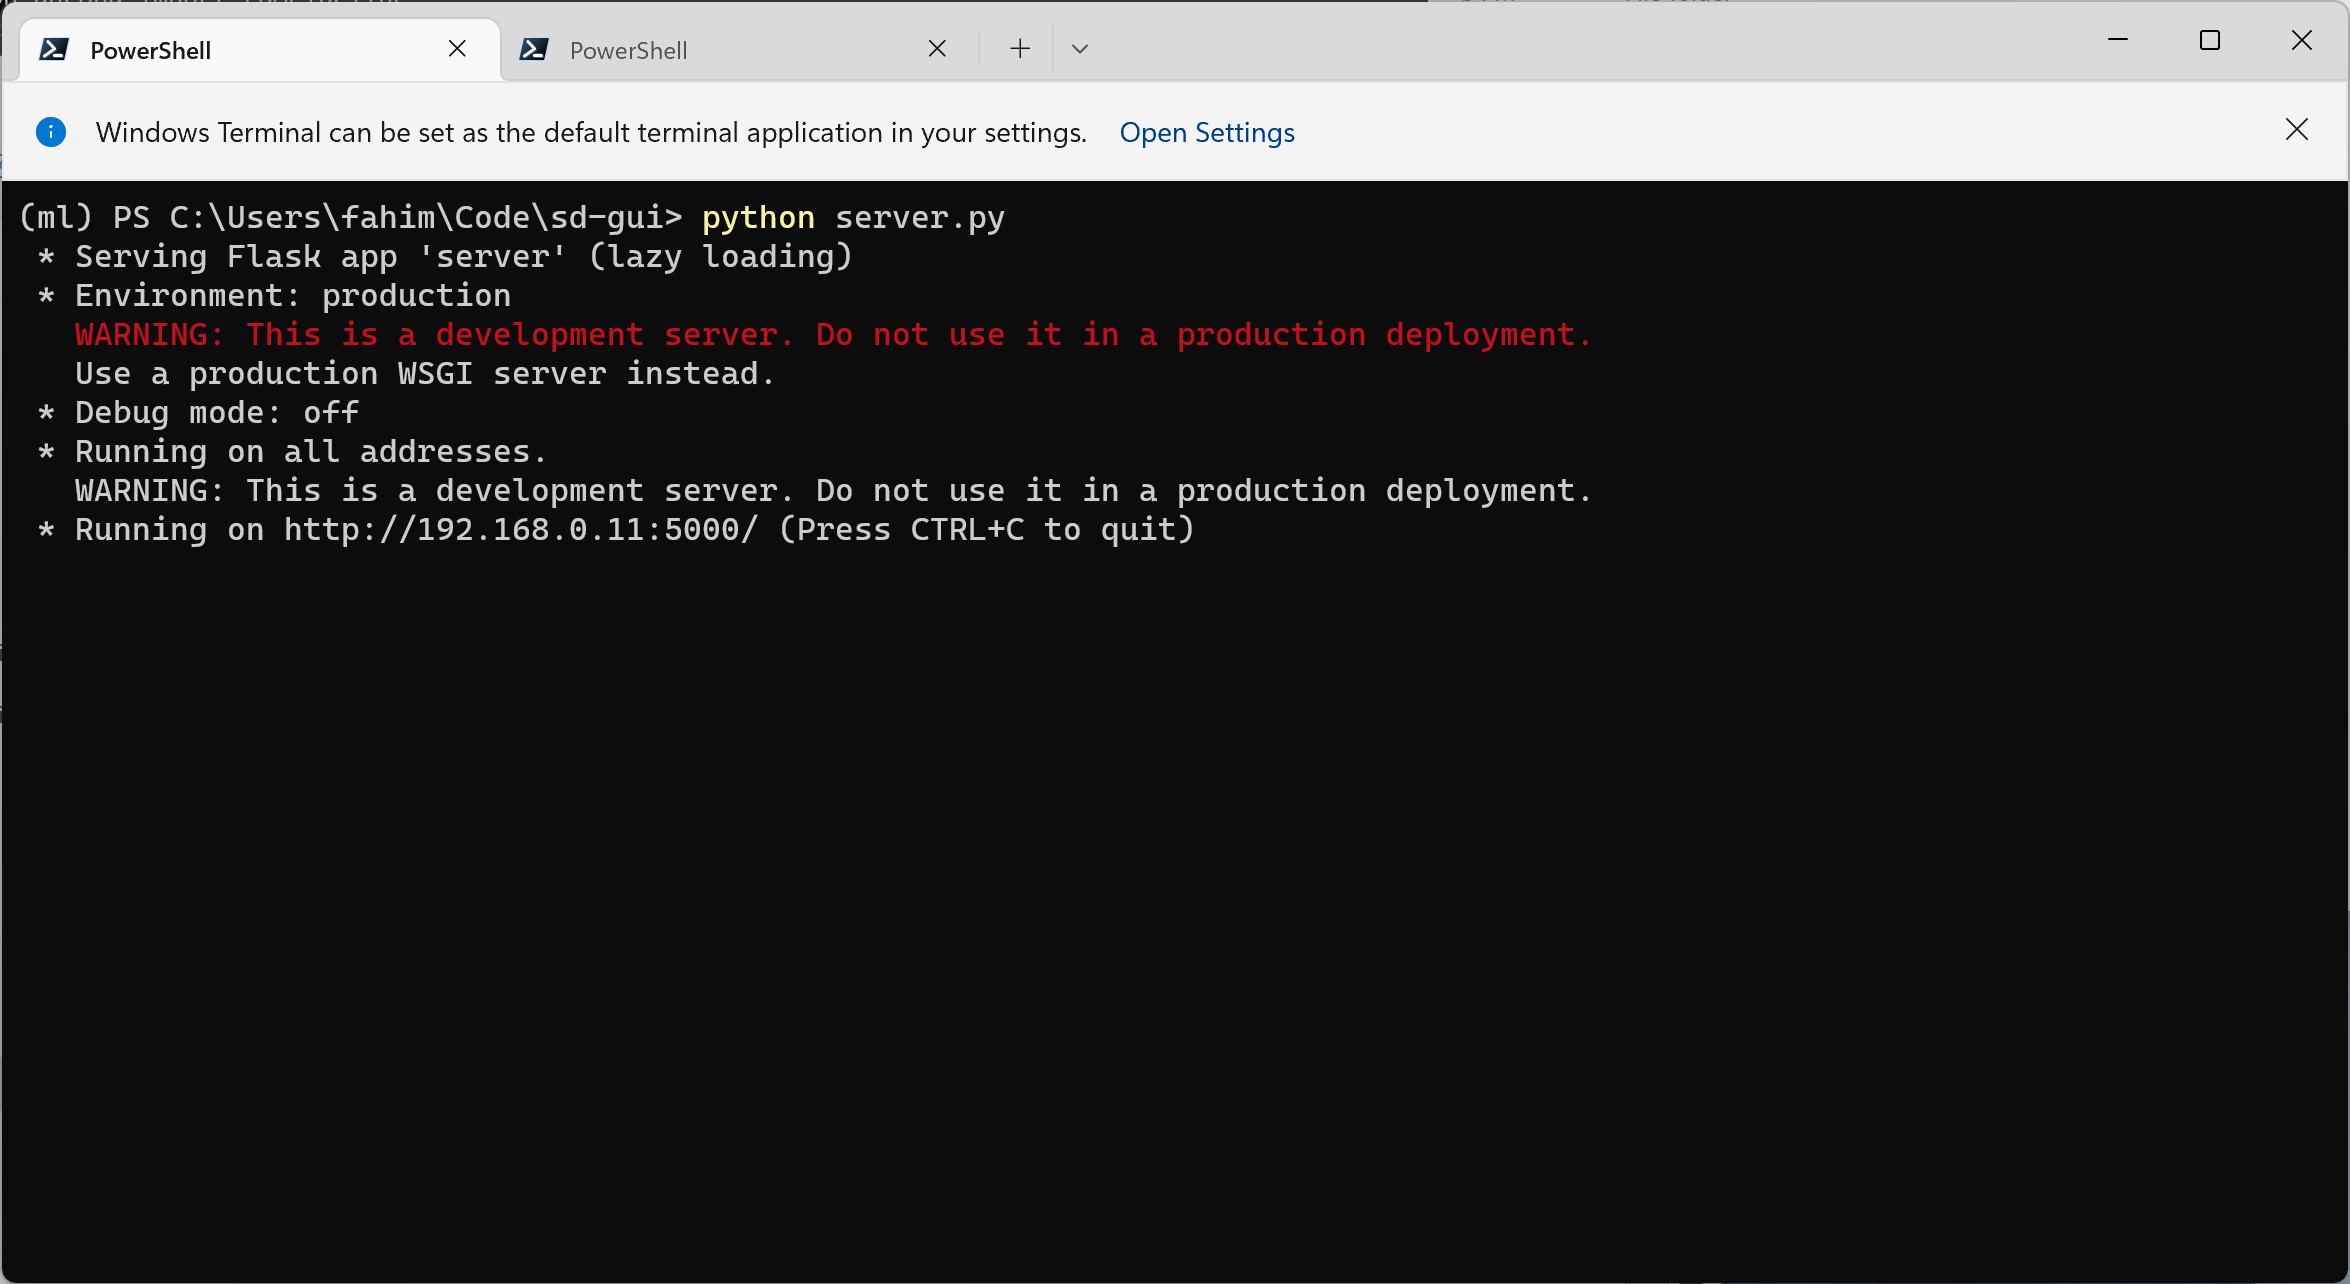 PowerShell
PowerShell
Windows Terminal can be set as the default terminal application in your settings. Open Settings
(ml) PS C:\Users\fahim\Code\sd-gui> python server.py
 * Serving Flask app 'server' (lazy loading)
 * Environment: production
   WARNING: This is a development server. Do not use it in a production deployment.
   Use a production WSGI server instead.
 * Debug mode: off
 * Running on all addresses.
   WARNING: This is a development server. Do not use it in a production deployment.
 * Running on http://192.168.0.11:5000/ (Press CTRL+C to quit)